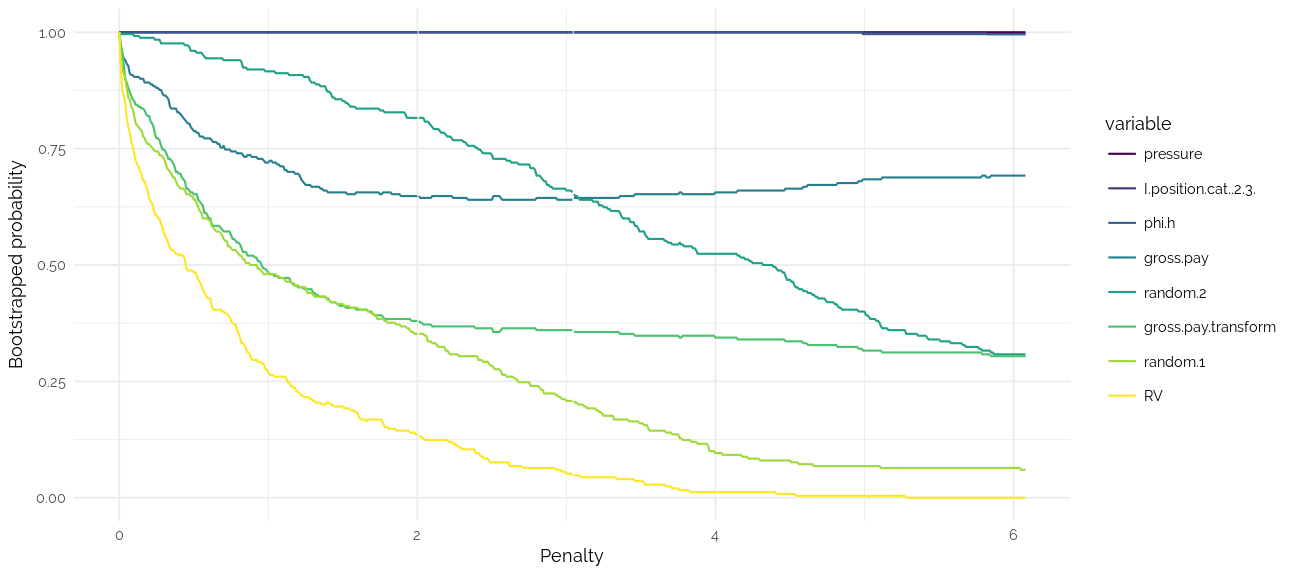 Bootstrapped probability
1.00
0.75
0.50
0.25
0.00
0
2
4
6
Penalty
variable
pressure
I.position.cat..2.3.
phi.h
gross.pay
random.2
gross.pay.transform
random.1
RV